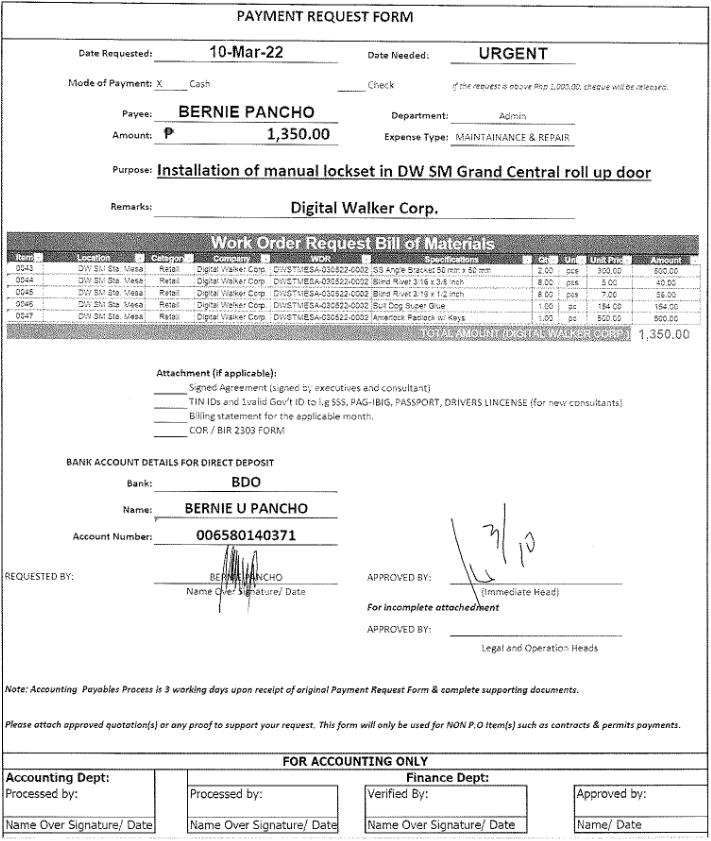 PAYMENT REQUEST FORM
Date Requested: 10-Mar-22 Date Needed: URGENT
Mode of Payment: X Cash Check If the request is above Php 1,000.00, cheque will be released.
Payee: BERNIE PANCHO Department: Admin
Amount: ₱ 1,350.00 Expense Type: MAINTAINANCE & REPAIR
Purpose: Installation of manual lockset in DW SM Grand Central roll up door
Remarks: Digital Walker Corp.
Work Order Request Bill of Materials
Item Location Category Company WDR Specifications Qty Unit Unit Price Amount
0043 DW SM Sta. Mesa Retail Digital Walker Corp. DWSTMESA-030522-0002 SS Angle Bracket 50 mm x 50 mm 2.00 pcs 300.00 600.00
0044 DW SM Sta. Mesa Retail Digital Walker Corp. DWSTMESA-030522-0002 Blind Rivet 3/16 x 3/8 inch 8.00 pcs 5.00 40.00
0045 DW SM Sta. Mesa Retail Digital Walker Corp. DWSTMESA-030522-0002 Blind Rivet 3/16 x 1/2 inch 8.00 pcs 7.00 56.00
0046 DW SM Sta. Mesa Retail Digital Walker Corp. DWSTMESA-030522-0002 Bull Dog Super Glue 1.00 pc 154.00 154.00
0047 DW SM Sta. Mesa Retail Digital Walker Corp. DWSTMESA-030522-0002 Amerlock Padlock w/ Keys 1.00 pc 500.00 500.00
TOTAL AMOUNT (DIGITAL WALKER CORP.) 1,350.00
Attachment (if applicable):
Signed Agreement (signed by executives and consultant)
TIN IDs and 1valid Gov't ID to i.g SSS, PAG-IBIG, PASSPORT, DRIVERS LINCENSE (for new consultants)
Billing statement for the applicable month.
COR / BIR 2303 FORM
BANK ACCOUNT DETAILS FOR DIRECT DEPOSIT
Bank: BDO
Name: BERNIE U PANCHO
Account Number: 006580140371
3/10
REQUESTED BY: BERNIE PANCHO APPROVED BY:
Name Over Signature/ Date (Immediate Head)
For incomplete attachedment
APPROVED BY:
Legal and Operation Heads
Note: Accounting Payables Process is 3 working days upon receipt of original Payment Request Form & complete supporting documents.
Please attach approved quotation(s) or any proof to support your request. This form will only be used for NON P.O Item(s) such as contracts & permits payments.
FOR ACCOUNTING ONLY
Accounting Dept: Finance Dept:
Processed by: Processed by: Verified By: Approved by:
Name Over Signature/ Date Name Over Signature/ Date Name Over Signature/ Date Name/ Date